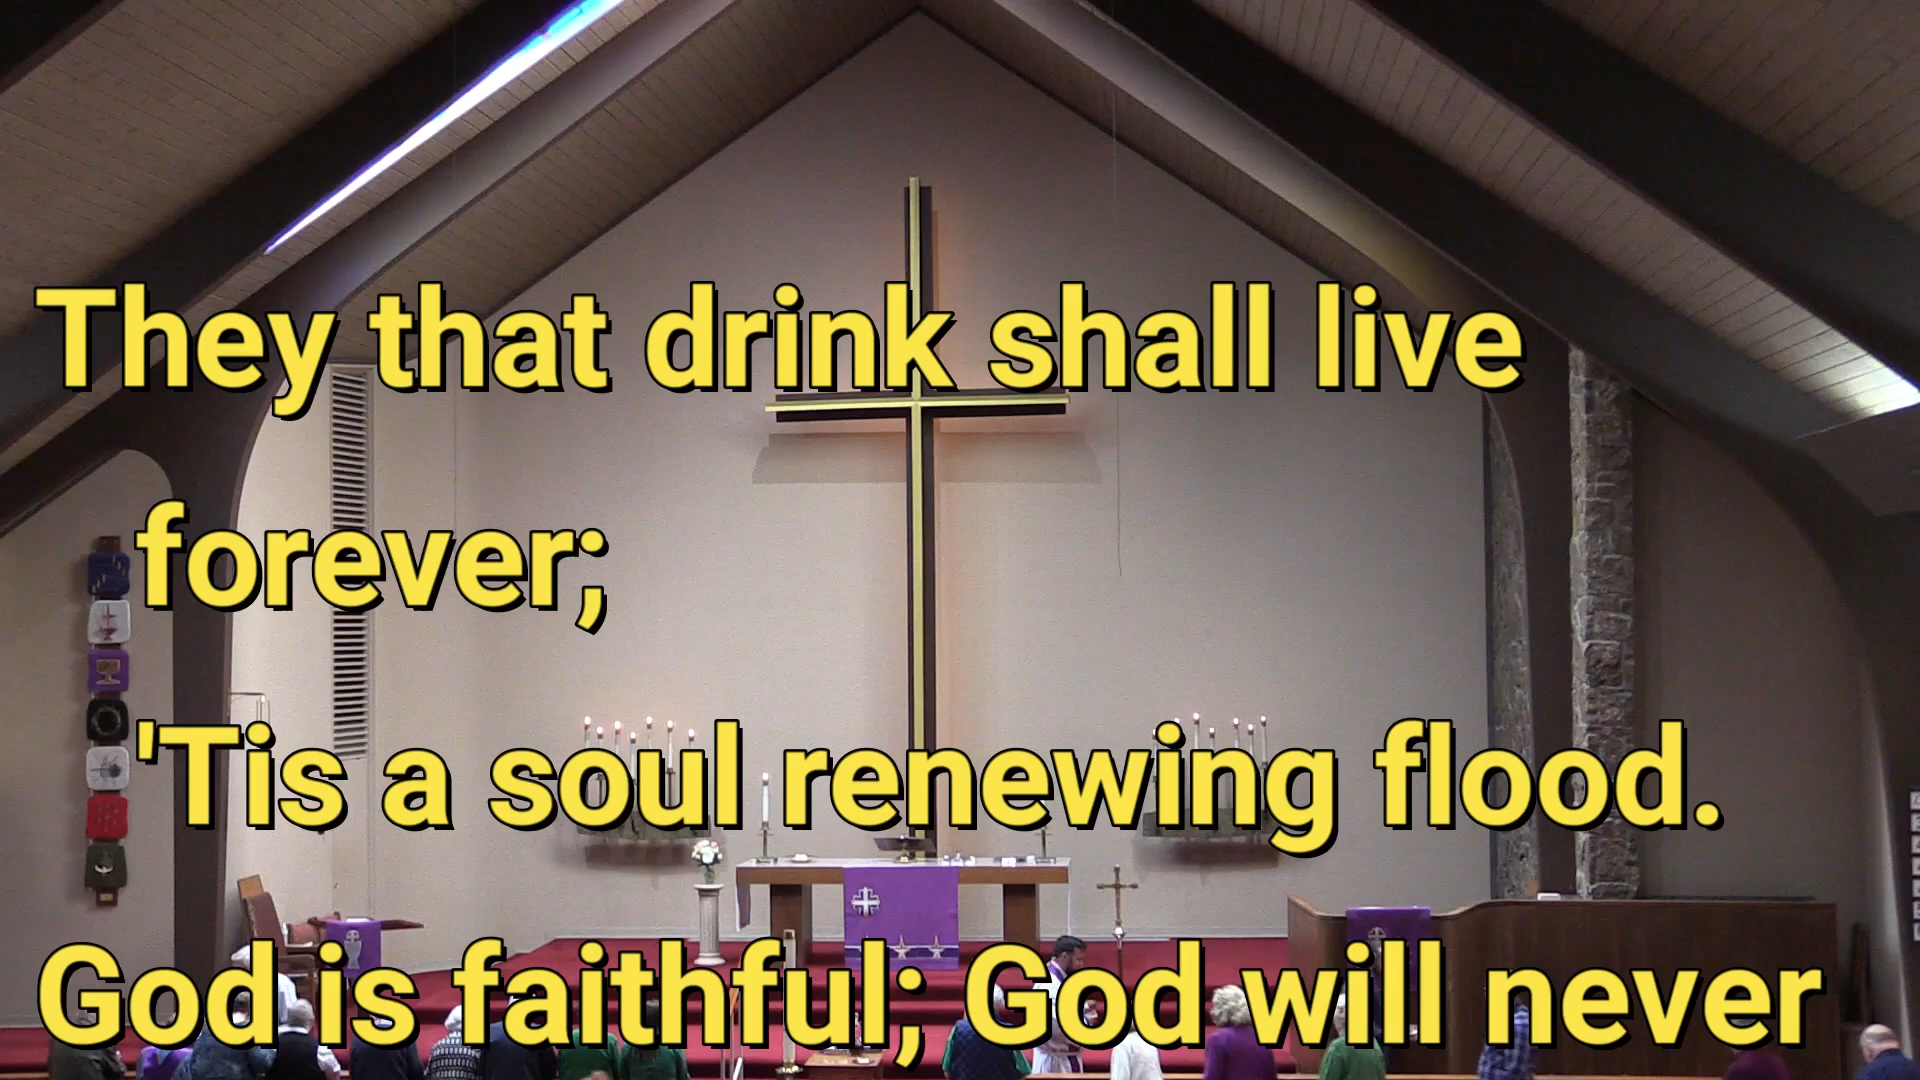 They that drink shall live
forever;
'Tis a soul renewing flood.
God is faithful; God will never